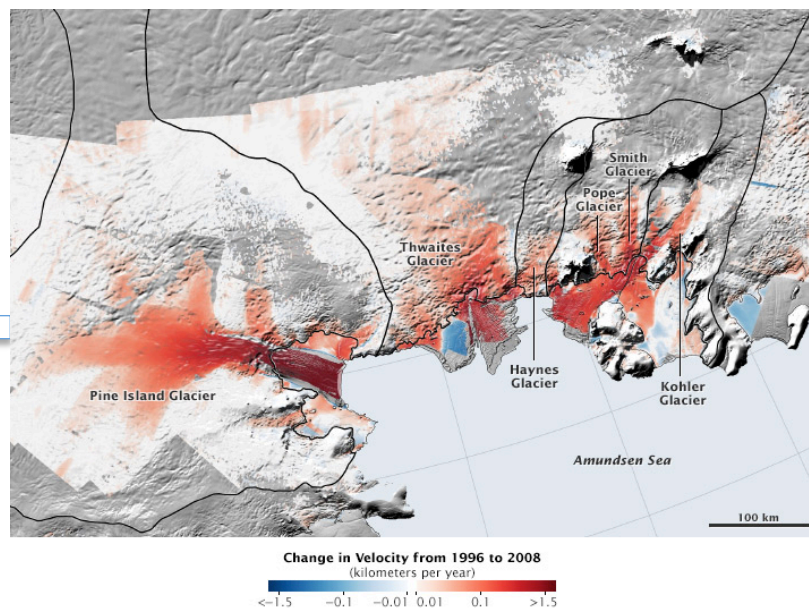 Smith
Glacier
Pope
Glacier
Thwaites
Glacier
Haynes
Glacier
Kohler
Glacier
Pine Island Glacier
Amundsen Sea
100 km
Change in Velocity from 1996 to 2008
(kilometers per year)
<−1.5 −0.1 −0.01 0.01 0.1 >1.5